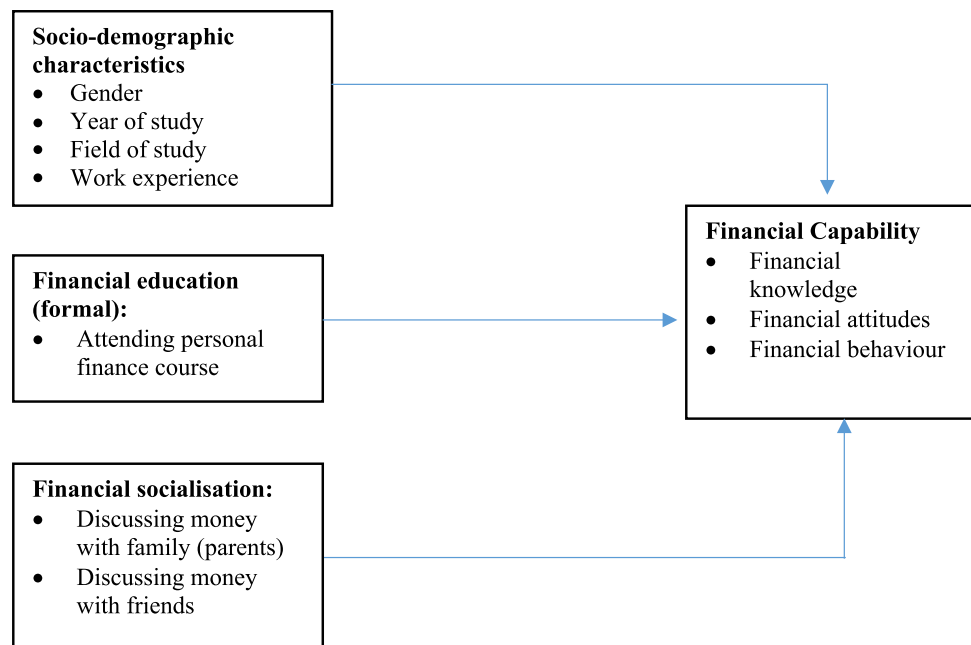 Socio-demographic
characteristics
• Gender
• Year of study
• Field of study
• Work experience
Financial education
(formal):
• Attending personal
finance course
Financial socialisation:
• Discussing money
with family (parents)
• Discussing money
with friends
Financial Capability
• Financial
knowledge
• Financial attitudes
• Financial behaviour